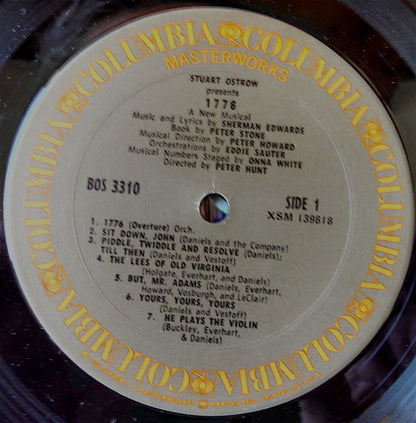 COLUMBIA COLUMBIA COLUMBIA COLUMBIA COLUMBIA COLUMBIA
MASTERWORKS
STUART OSTROW
presents
1776
A New Musical
Music and Lyrics by SHERMAN EDWARDS
Book by PETER STONE
Musical Direction by PETER HOWARD
Orchestrations by EDDIE SAUTER
Musical Numbers Staged by ONNA WHITE
Directed by PETER HUNT
BOS 3310
SIDE 1
XSM 139818
1. 1776 (Overture) Orch.
2. SIT DOWN, JOHN (Daniels and the Company)
3. PIDDLE, TWIDDLE AND RESOLVE (Daniels);
TILL THEN (Daniels and Vestoff)
4. THE LEES OF OLD VIRGINIA
(Holgate, Everhart, and Daniels)
5. BUT, MR. ADAMS (Daniels, Everhart,
Howard, Vosburgh, and LeClair)
6. YOURS, YOURS, YOURS
(Daniels and Vestoff)
7. HE PLAYS THE VIOLIN
(Buckley, Everhart,
& Daniels)